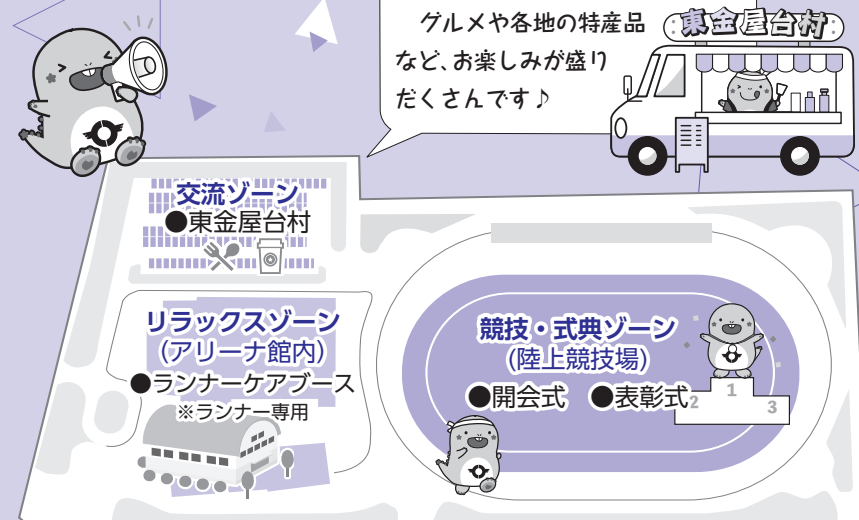 グルメや各地の特産品
など、お楽しみが盛り
だくさんです♪
東金屋台村
交流ゾーン
●東金屋台村
リラックスゾーン
(アリーナ館内)
●ランナーケアブース
※ランナー専用
競技・式典ゾーン
(陸上競技場)
●開会式 ●表彰式
2 1 3